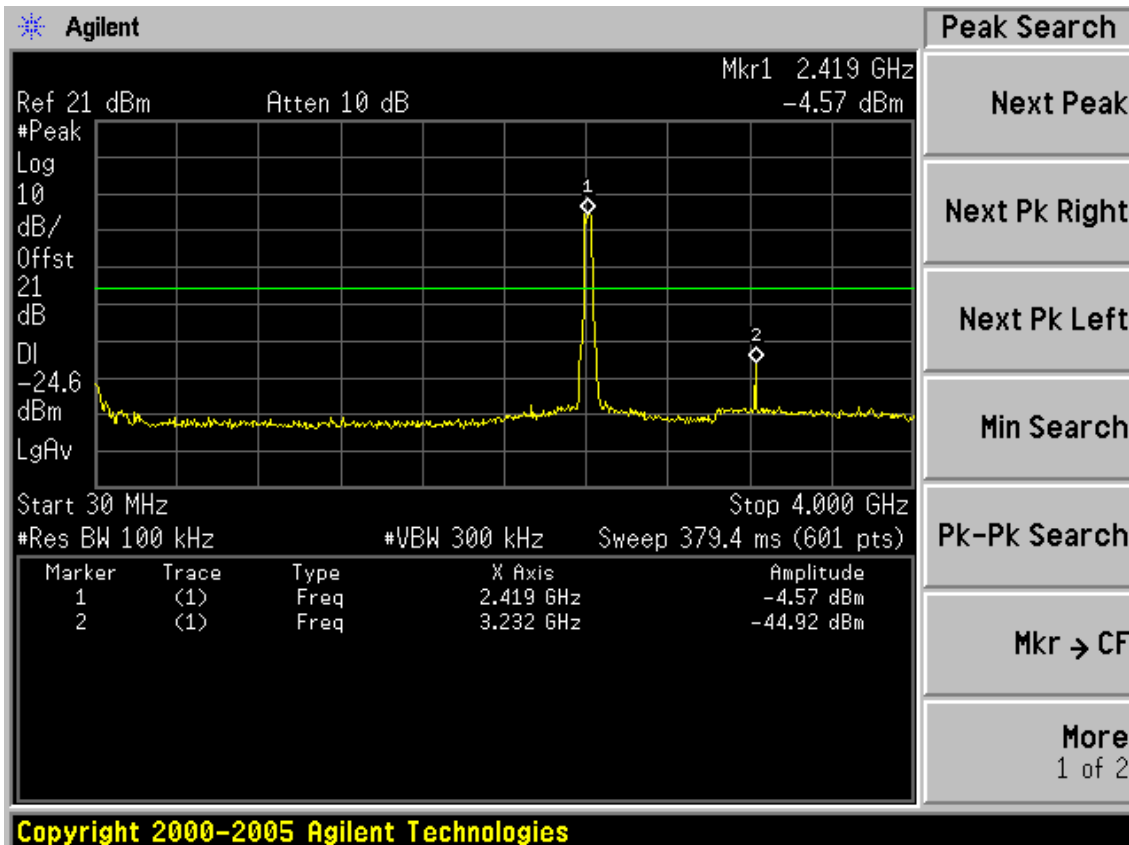 Agilent
Peak Search
Mkr1 2.419 GHz
Ref 21 dBm Atten 10 dB -4.57 dBm
#Peak
Log
10
dB/
Offst
21
dB
DI
-24.6
dBm
LgAv
1
2
Start 30 MHz Stop 4.000 GHz
#Res BW 100 kHz #VBW 300 kHz Sweep 379.4 ms (601 pts)
Marker Trace Type X Axis Amplitude
1 (1) Freq 2.419 GHz -4.57 dBm
2 (1) Freq 3.232 GHz -44.92 dBm
Next Peak
Next Pk Right
Next Pk Left
Min Search
Pk-Pk Search
Mkr → CF
More
1 of 2
Copyright 2000-2005 Agilent Technologies